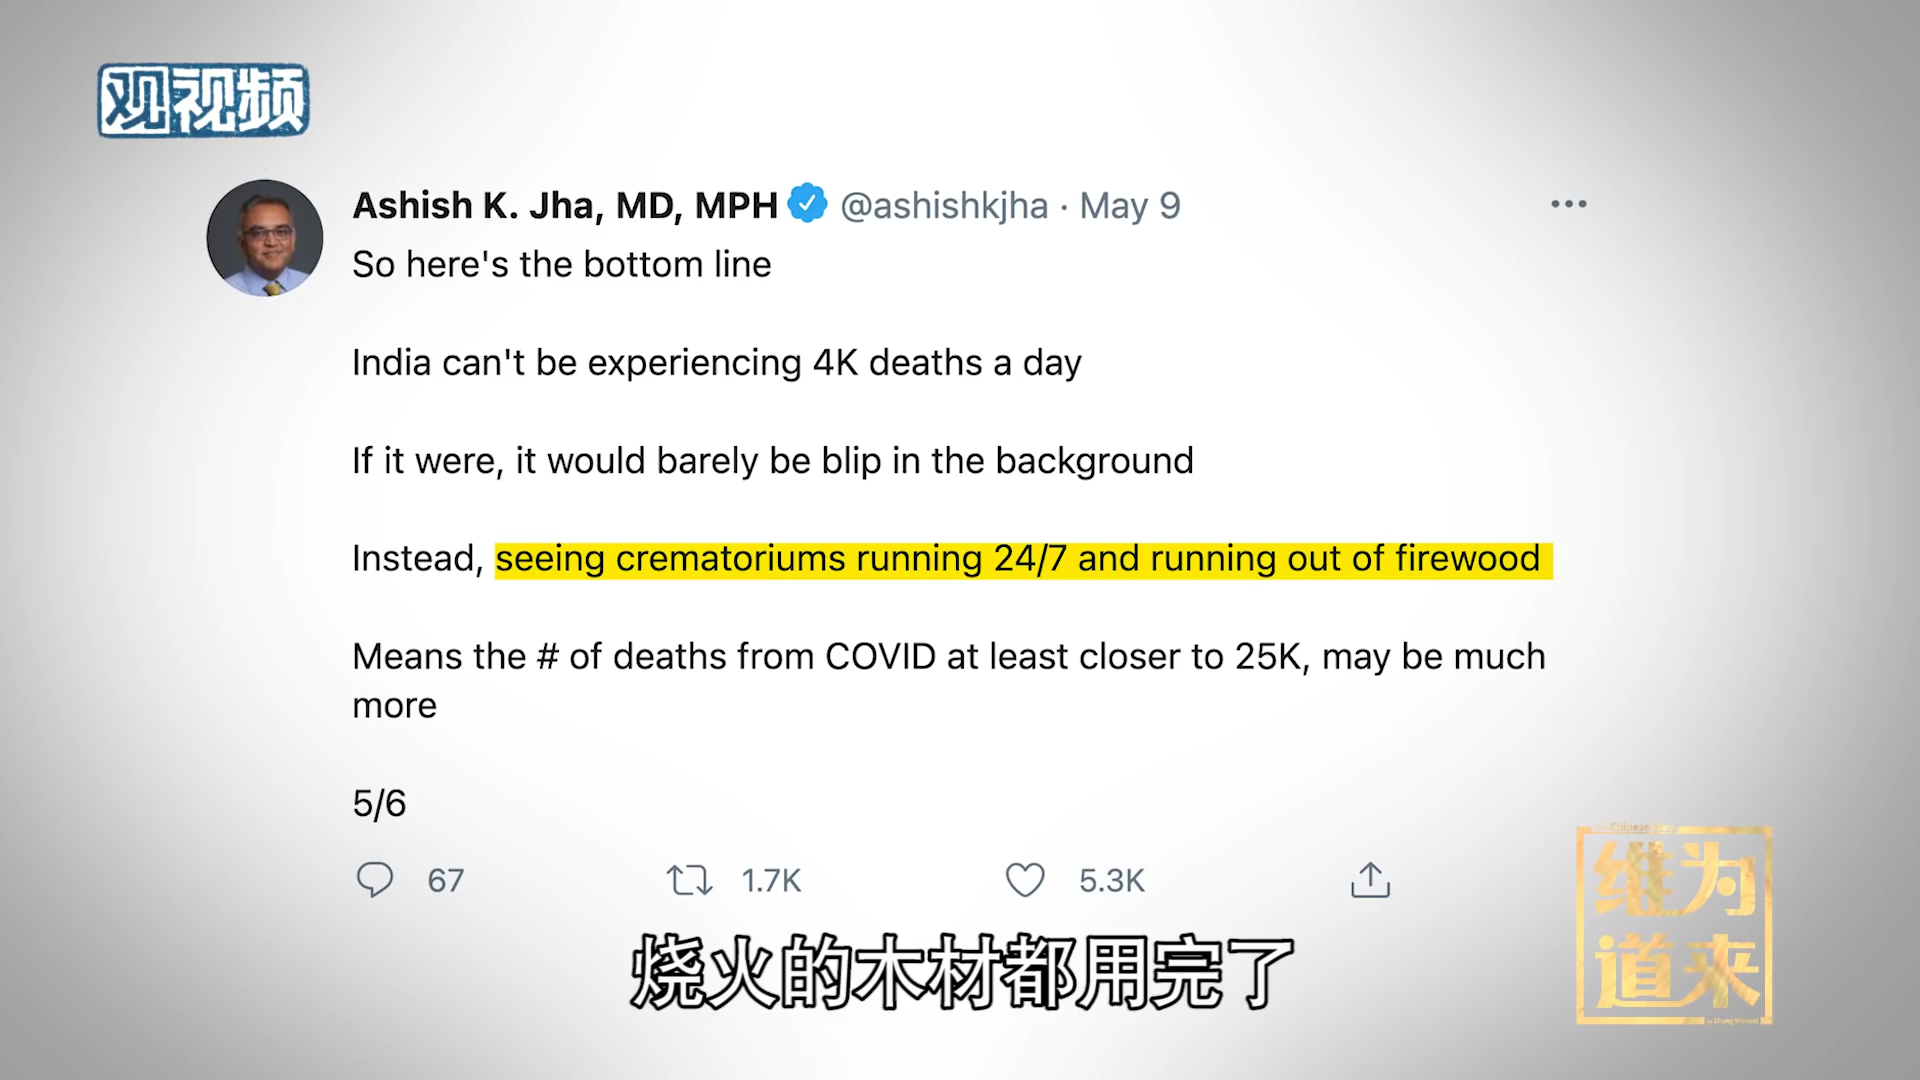 观视频
Ashish K. Jha, MD, MPH @ashishkjha · May 9
So here's the bottom line
India can't be experiencing 4K deaths a day
If it were, it would barely be blip in the background
Instead, seeing crematoriums running 24/7 and running out of firewood
Means the # of deaths from COVID at least closer to 25K, may be much
more
5/6
67 1.7K 5.3K
烧火的木材都用完了
维为
道来
by Zhang Weiwei